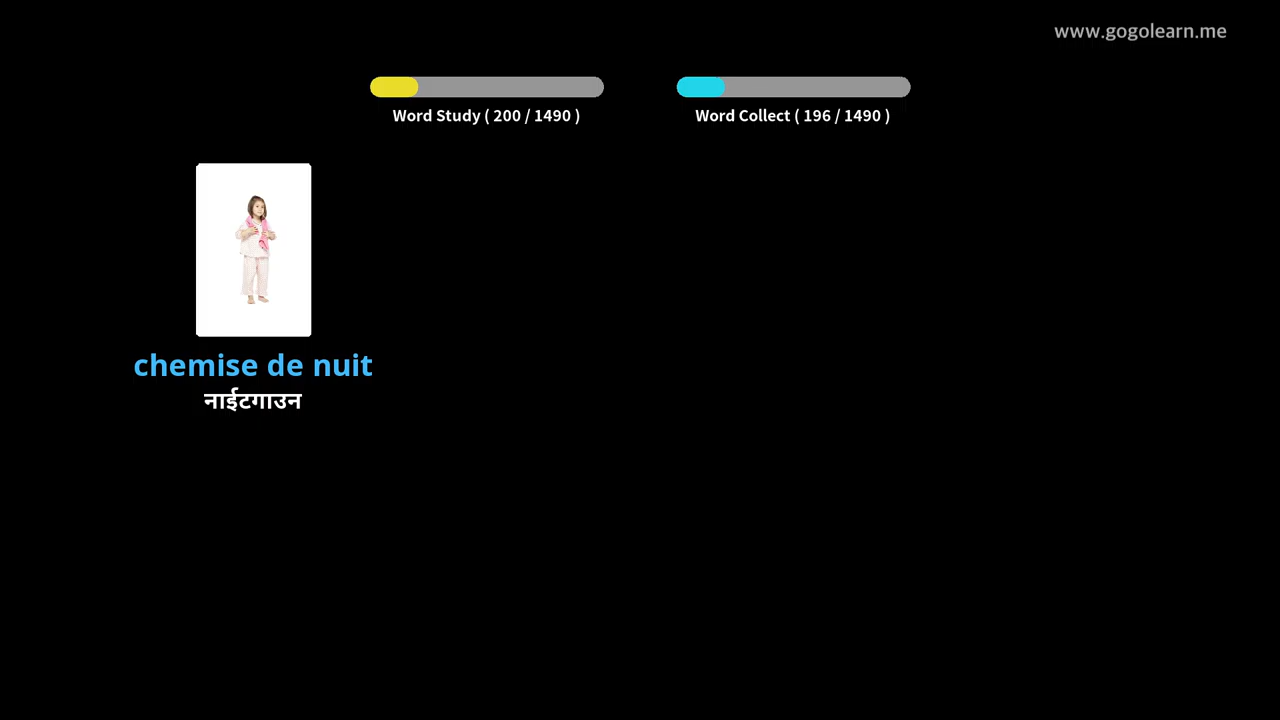 www.gogolearn.me
Word Study ( 200 / 1490 )
Word Collect ( 196 / 1490 )
chemise de nuit
नाईटगाउन